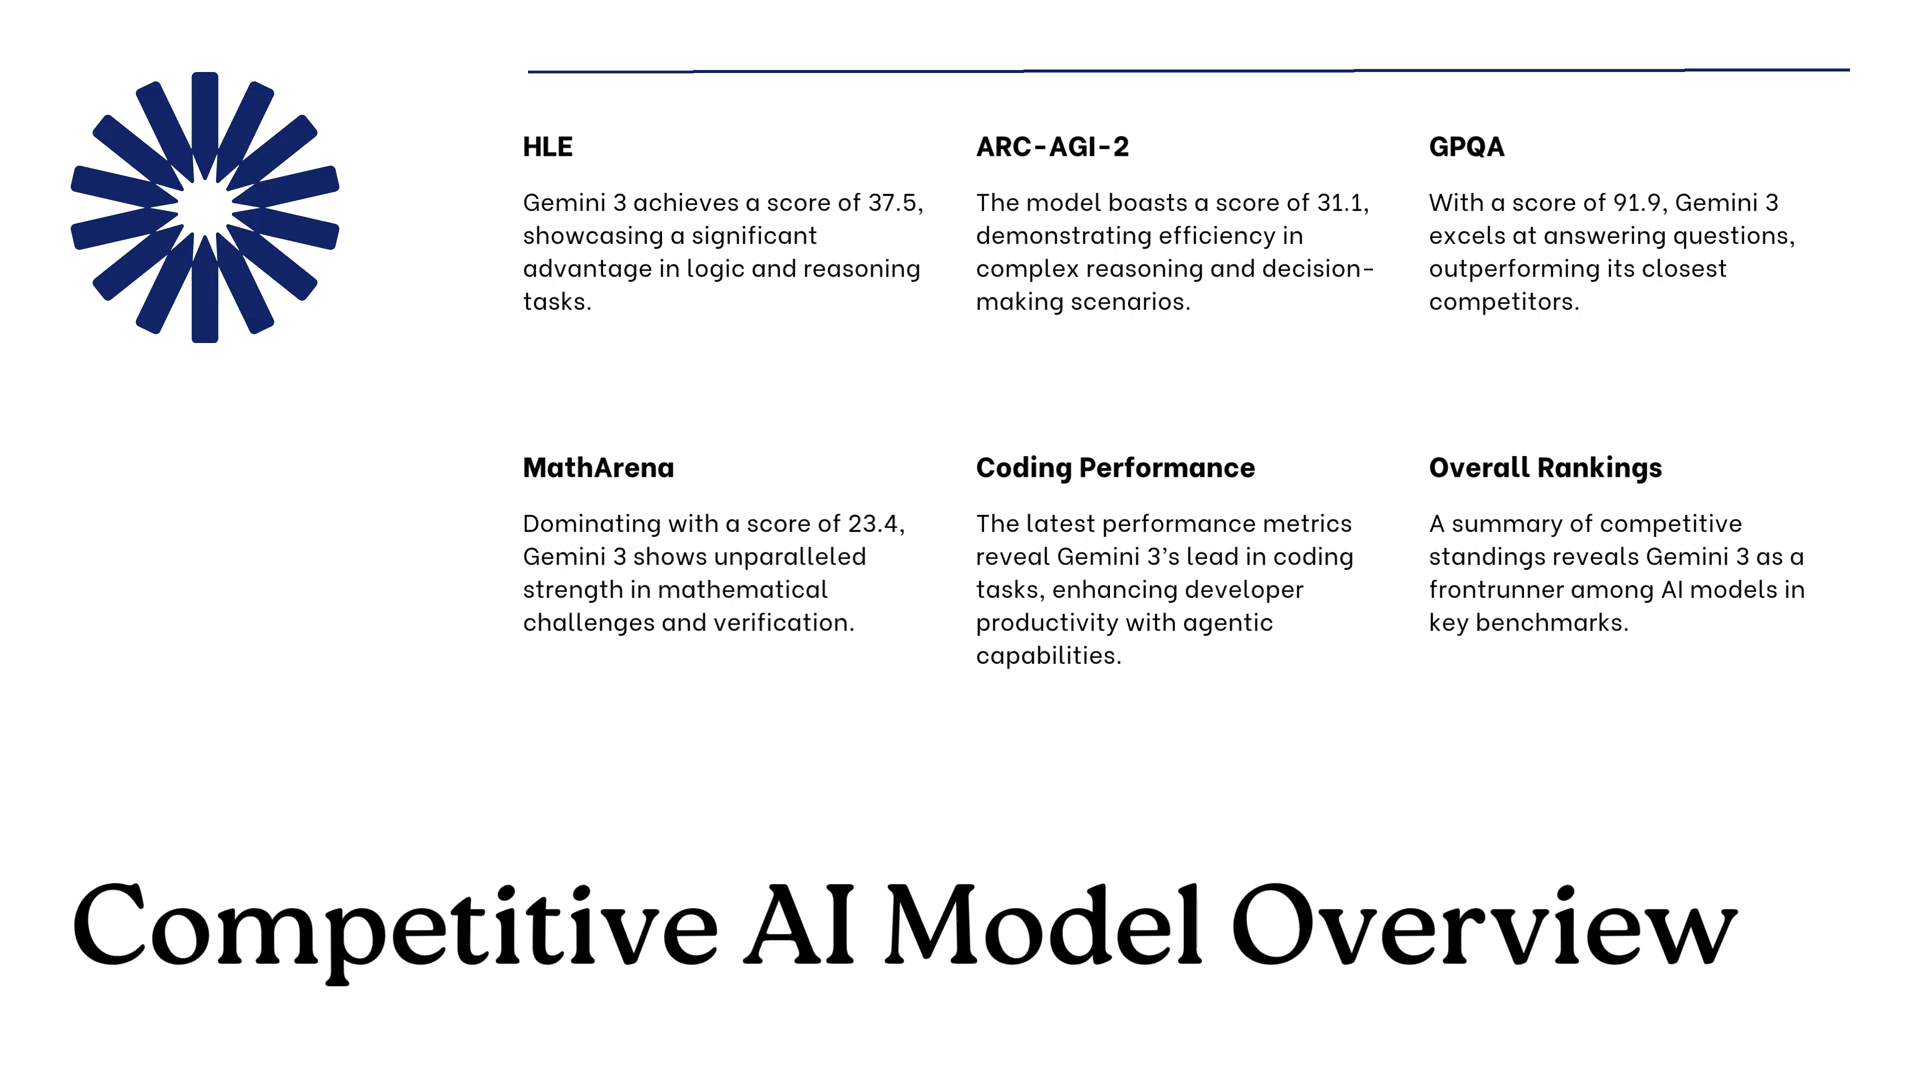 HLE
Gemini 3 achieves a score of 37.5,
showcasing a significant
advantage in logic and reasoning
tasks.
ARC-AGI-2
The model boasts a score of 31.1,
demonstrating efficiency in
complex reasoning and decision-
making scenarios.
GPQA
With a score of 91.9, Gemini 3
excels at answering questions,
outperforming its closest
competitors.
MathArena
Dominating with a score of 23.4,
Gemini 3 shows unparalleled
strength in mathematical
challenges and verification.
Coding Performance
The latest performance metrics
reveal Gemini 3’s lead in coding
tasks, enhancing developer
productivity with agentic
capabilities.
Overall Rankings
A summary of competitive
standings reveals Gemini 3 as a
frontrunner among AI models in
key benchmarks.
Competitive AI Model Overview